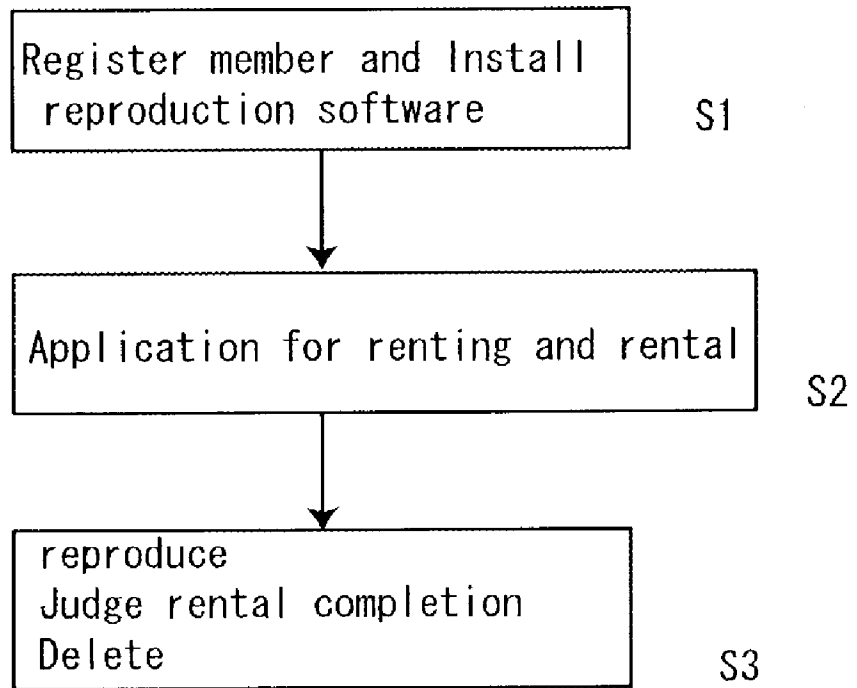 Register member and Install
reproduction software
S1
Application for renting and rental
S2
reproduce
Judge rental completion
Delete
S3